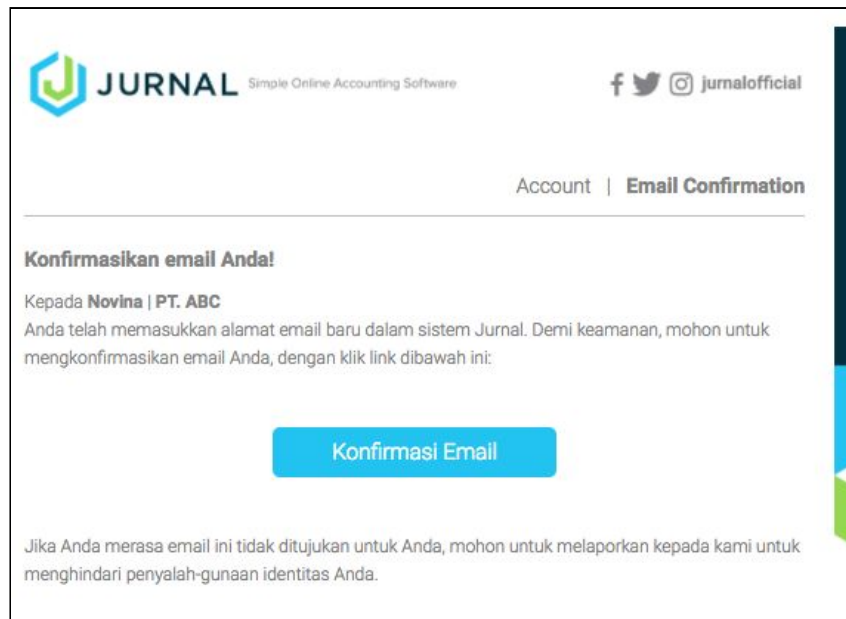 JURNAL Simple Online Accounting Software
jurnalofficial
Account | Email Confirmation
Konfirmasikan email Anda!
Kepada Novina | PT. ABC
Anda telah memasukkan alamat email baru dalam sistem Jurnal. Demi keamanan, mohon untuk
mengkonfirmasikan email Anda, dengan klik link dibawah ini:
Konfirmasi Email
Jika Anda merasa email ini tidak ditujukan untuk Anda, mohon untuk melaporkan kepada kami untuk
menghindari penyalah-gunaan identitas Anda.